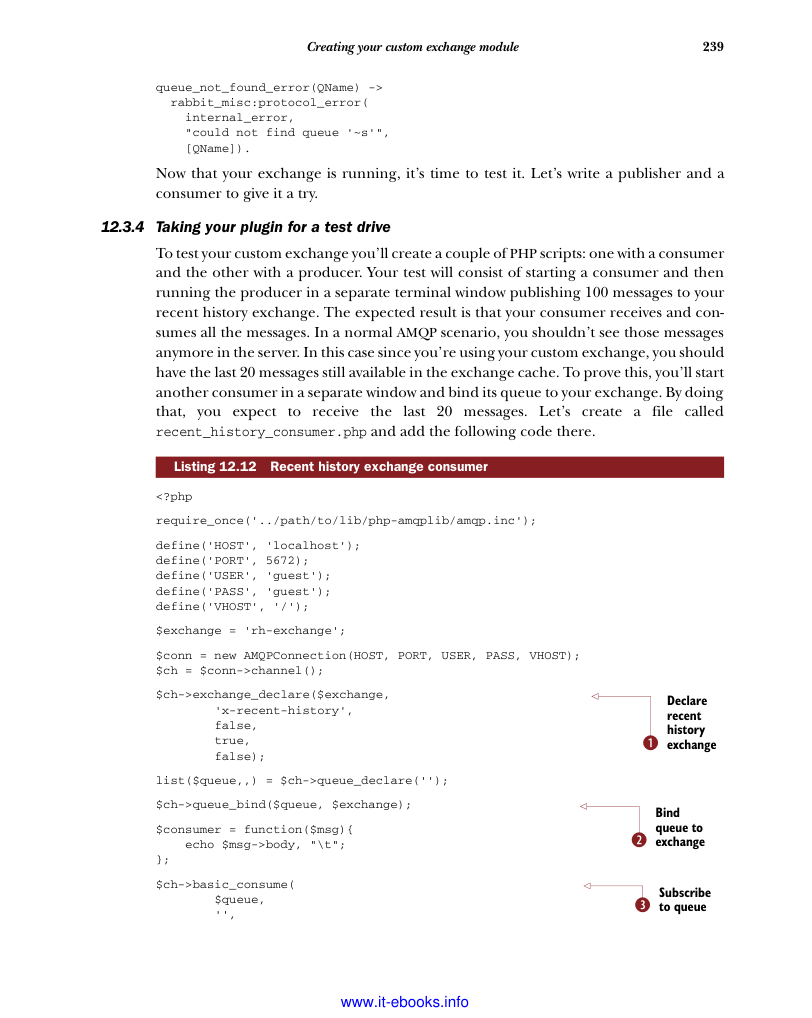 Creating your custom exchange module 239
queue_not_found_error(QName) ->
rabbit_misc:protocol_error(
internal_error,
"could not find queue '~s'",
[QName]).
Now that your exchange is running, it's time to test it. Let's write a publisher and a
consumer to give it a try.
12.3.4 Taking your plugin for a test drive
To test your custom exchange you'll create a couple of PHP scripts: one with a consumer
and the other with a producer. Your test will consist of starting a consumer and then
running the producer in a separate terminal window publishing 100 messages to your
recent history exchange. The expected result is that your consumer receives and con-
sumes all the messages. In a normal AMQP scenario, you shouldn't see those messages
anymore in the server. In this case since you're using your custom exchange, you should
have the last 20 messages still available in the exchange cache. To prove this, you'll start
another consumer in a separate window and bind its queue to your exchange. By doing
that, you expect to receive the last 20 messages. Let's create a file called
recent_history_consumer.php and add the following code there.
Listing 12.12 Recent history exchange consumer
<?php
require_once('../path/to/lib/php-amqplib/amqp.inc');
define('HOST', 'localhost');
define('PORT', 5672);
define('USER', 'guest');
define('PASS', 'guest');
define('VHOST', '/');
$exchange = 'rh-exchange';
$conn = new AMQPConnection(HOST, PORT, USER, PASS, VHOST);
$ch = $conn->channel();
$ch->exchange_declare($exchange,
'x-recent-history',
false,
true,
false);
Declare
recent
history
1 exchange
list($queue,,) = $ch->queue_declare('');
$ch->queue_bind($queue, $exchange);
Bind
queue to
2 exchange
$consumer = function($msg){
echo $msg->body, "\t";
};
$ch->basic_consume(
$queue,
'',
Subscribe
3 to queue
www.it-ebooks.info